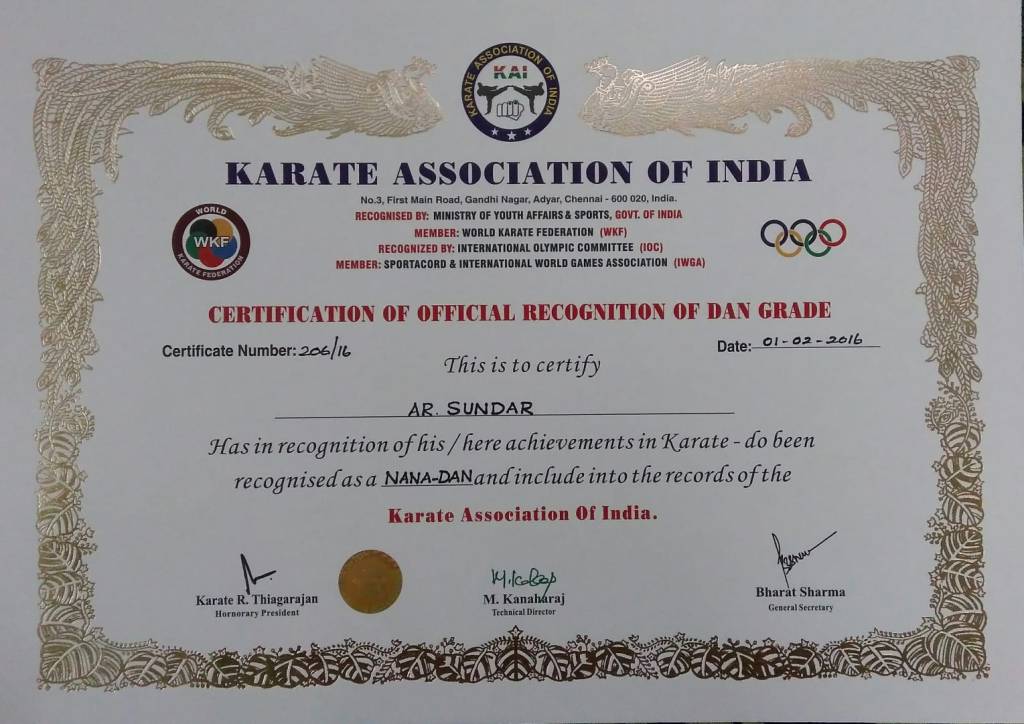 KARATE ASSOCIATION OF INDIA
KAI
KARATE ASSOCIATION OF INDIA
No.3, First Main Road, Gandhi Nagar, Adyar, Chennai - 600 020, India.
RECOGNISED BY: MINISTRY OF YOUTH AFFAIRS & SPORTS, GOVT. OF INDIA
MEMBER: WORLD KARATE FEDERATION (WKF)
RECOGNIZED BY: INTERNATIONAL OLYMPIC COMMITTEE (IOC)
MEMBER: SPORTACORD & INTERNATIONAL WORLD GAMES ASSOCIATION (IWGA)
WORLD
WKF
KARATE FEDERATION
CERTIFICATION OF OFFICIAL RECOGNITION OF DAN GRADE
Certificate Number: 206/16
Date: 01-02-2016
This is to certify
AR. SUNDAR
Has in recognition of his / here achievements in Karate - do been
recognised as a NANA-DAN and include into the records of the
Karate Association Of India.
Karate R. Thiagarajan
Hornorary President
M. Kanaharaj
Technical Director
Bharat Sharma
General Secretary